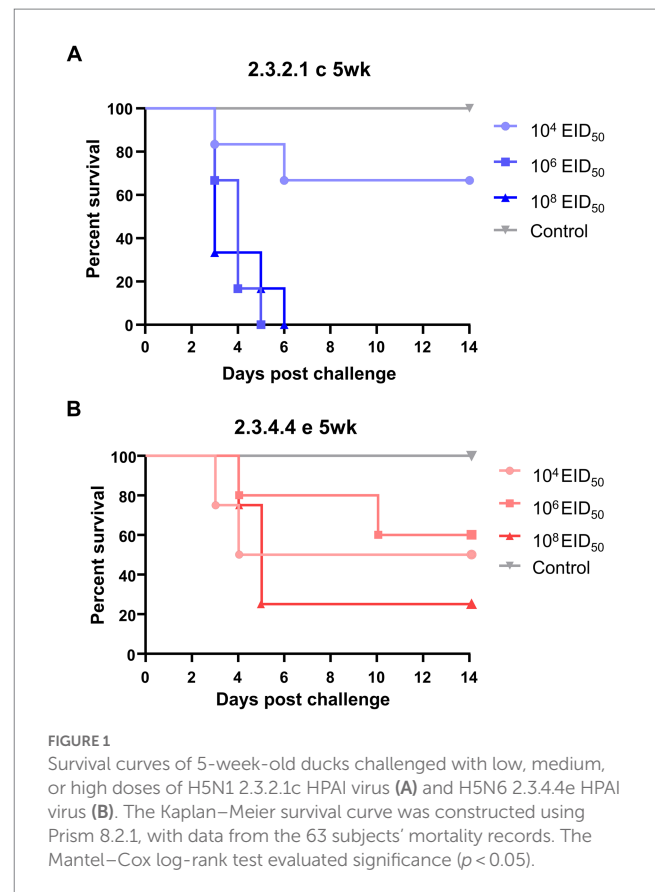 A
2.3.2.1 c 5wk
100
80
60
40
20
0
Percent survival
0 2 4 6 8 10 12 14
Days post challenge
10⁴ EID₅₀
10⁶ EID₅₀
10⁸ EID₅₀
Control
B
2.3.4.4 e 5wk
100
80
60
40
20
0
Percent survival
0 2 4 6 8 10 12 14
Days post challenge
10⁴ EID₅₀
10⁶ EID₅₀
10⁸ EID₅₀
Control
FIGURE 1
Survival curves of 5-week-old ducks challenged with low, medium,
or high doses of H5N1 2.3.2.1c HPAI virus (A) and H5N6 2.3.4.4e HPAI
virus (B). The Kaplan–Meier survival curve was constructed using
Prism 8.2.1, with data from the 63 subjects’ mortality records. The
Mantel–Cox log-rank test evaluated significance (p < 0.05).